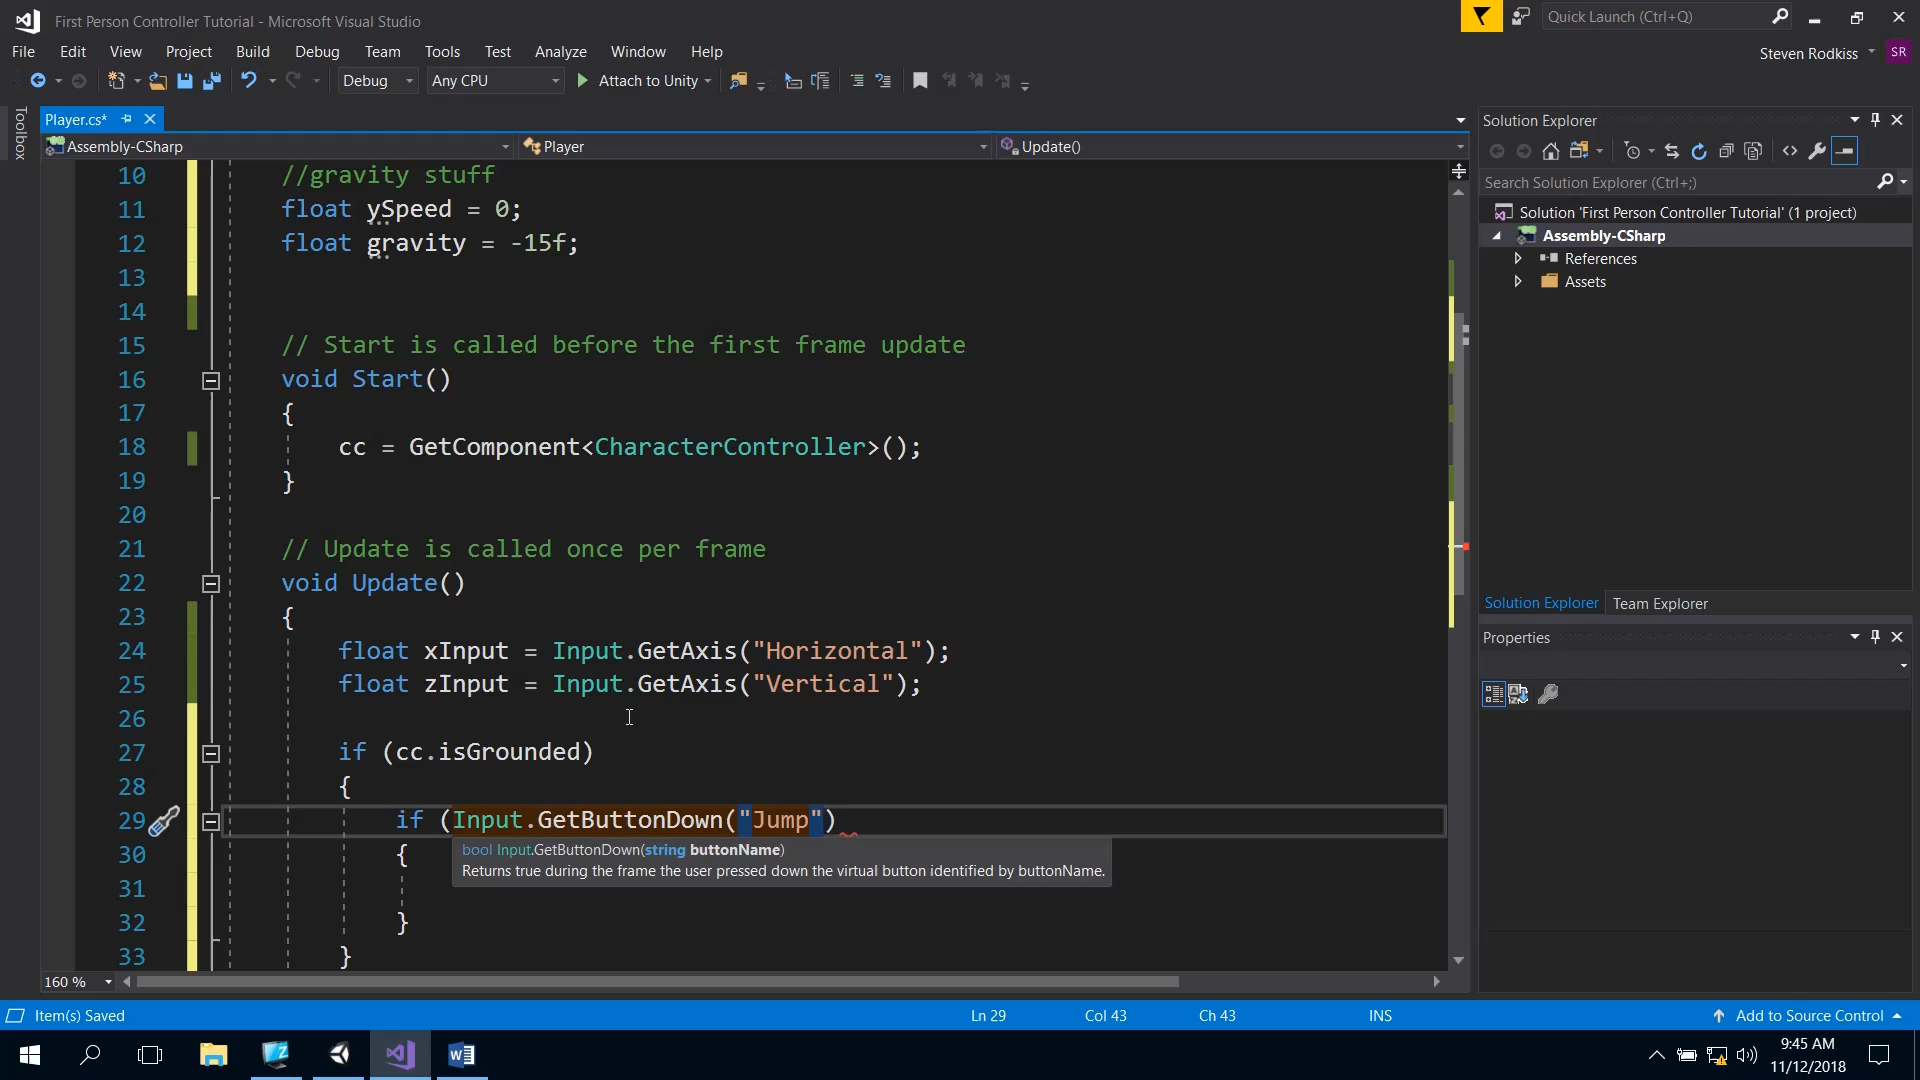 First Person Controller Tutorial - Microsoft Visual Studio
Quick Launch (Ctrl+Q)
File Edit View Project Build Debug Team Tools Test Analyze Window Help
Steven Rodkiss SR
Debug Any CPU Attach to Unity
Toolbox
Player.cs*
Assembly-CSharp Player Update()
10 //gravity stuff
11 float ySpeed = 0;
12 float gravity = -15f;
13
14
15 // Start is called before the first frame update
16 void Start()
17 {
18 cc = GetComponent<CharacterController>();
19 }
20
21 // Update is called once per frame
22 void Update()
23 {
24 float xInput = Input.GetAxis("Horizontal");
25 float zInput = Input.GetAxis("Vertical");
26
27 if (cc.isGrounded)
28 {
29 if (Input.GetButtonDown("Jump")
bool Input.GetButtonDown(string buttonName)
Returns true during the frame the user pressed down the virtual button identified by buttonName.
30 {
31
32 }
33 }
160 %
Solution Explorer
Search Solution Explorer (Ctrl+;)
Solution 'First Person Controller Tutorial' (1 project)
Assembly-CSharp
References
Assets
Solution Explorer Team Explorer
Properties
Item(s) Saved Ln 29 Col 43 Ch 43 INS Add to Source Control
9:45 AM
11/12/2018